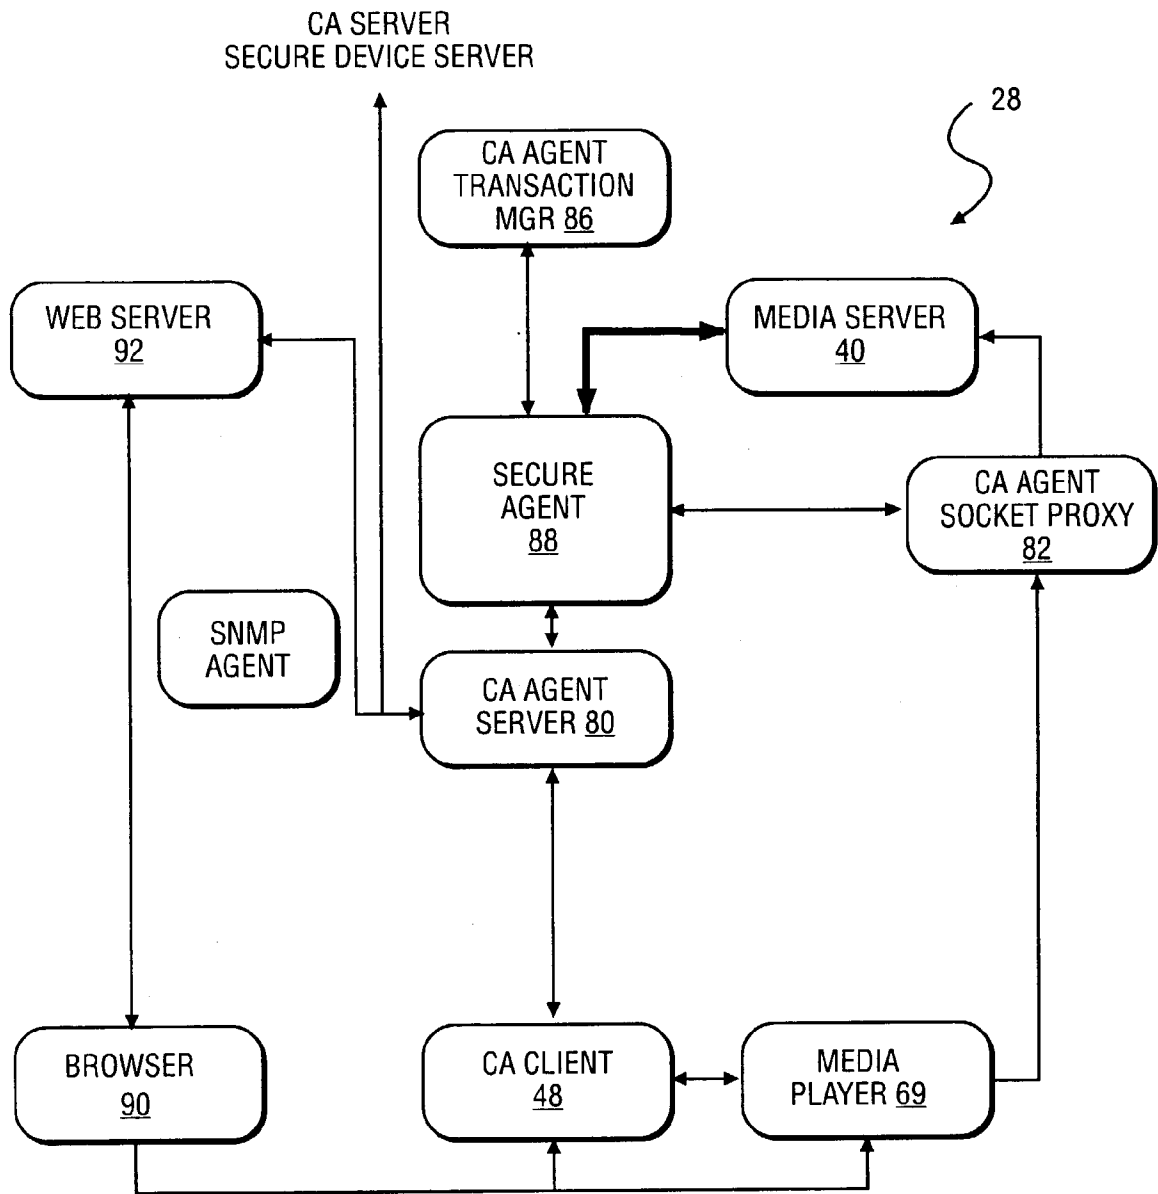 CA SERVER
SECURE DEVICE SERVER
28
CA AGENT
TRANSACTION
MGR 86
WEB SERVER
92
MEDIA SERVER
40
SECURE
AGENT
88
CA AGENT
SOCKET PROXY
82
SNMP
AGENT
CA AGENT
SERVER 80
BROWSER
90
CA CLIENT
48
MEDIA
PLAYER 69